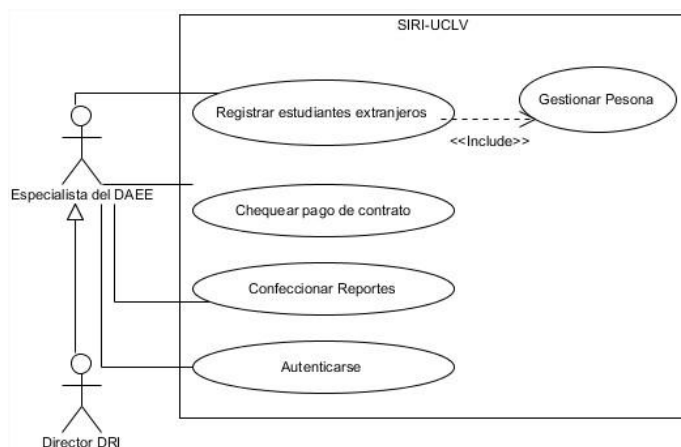 SIRI-UCLV
Registrar estudiantes extranjeros
Gestionar Pesona
<<Include>>
Especialista del DAEE
Chequear pago de contrato
Confeccionar Reportes
Autenticarse
Director DRI